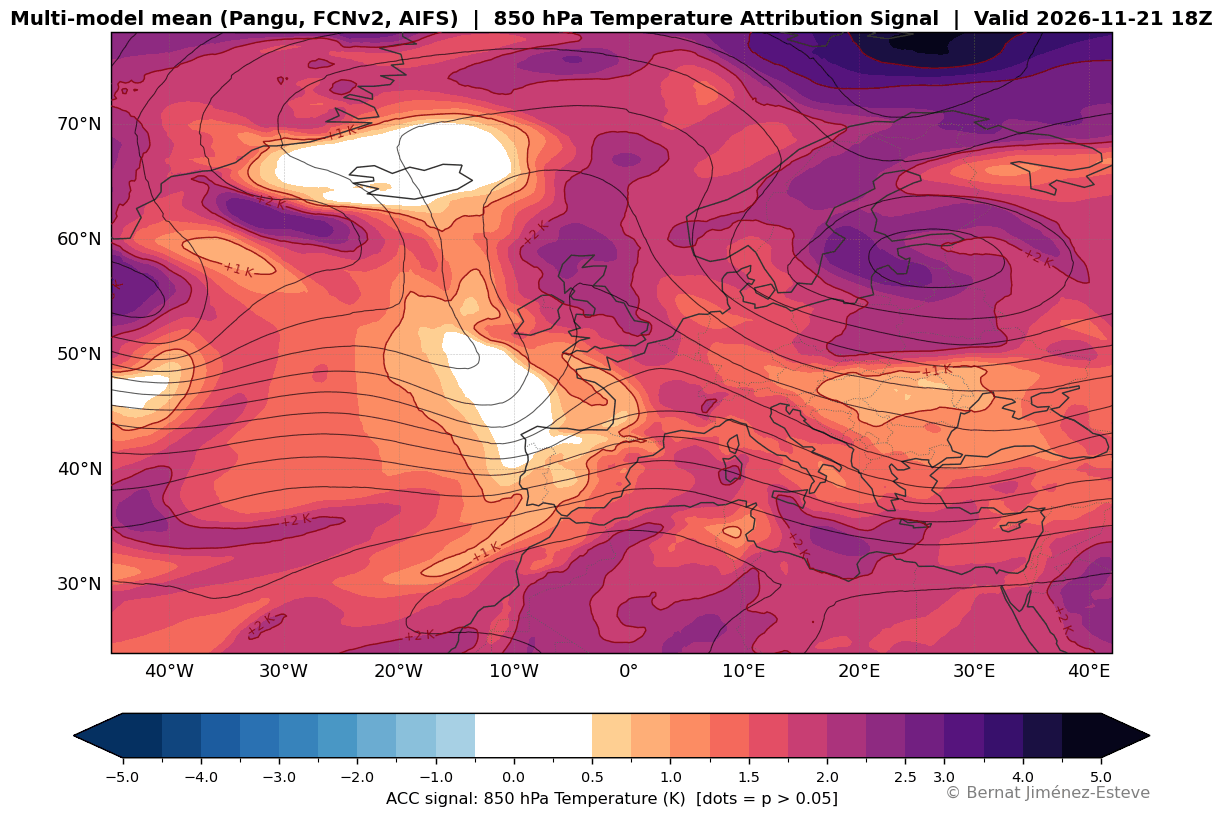 Multi-model mean (Pangu, FCNv2, AIFS) | 850 hPa Temperature Attribution Signal | Valid 2026-11-21 18Z
70°N
60°N
50°N
40°N
30°N
+1 K
+2 K
+2 K
+1 K
+2 K
+1 K
+2 K
+1 K
+2 K
+2 K
+2 K
+2 K
40°W
30°W
20°W
10°W
0°
10°E
20°E
30°E
40°E
−5.0
−4.0
−3.0
−2.0
−1.0
0.0
0.5
1.0
1.5
2.0
2.5
3.0
4.0
5.0
ACC signal: 850 hPa Temperature (K) [dots = p > 0.05]
© Bernat Jiménez-Esteve